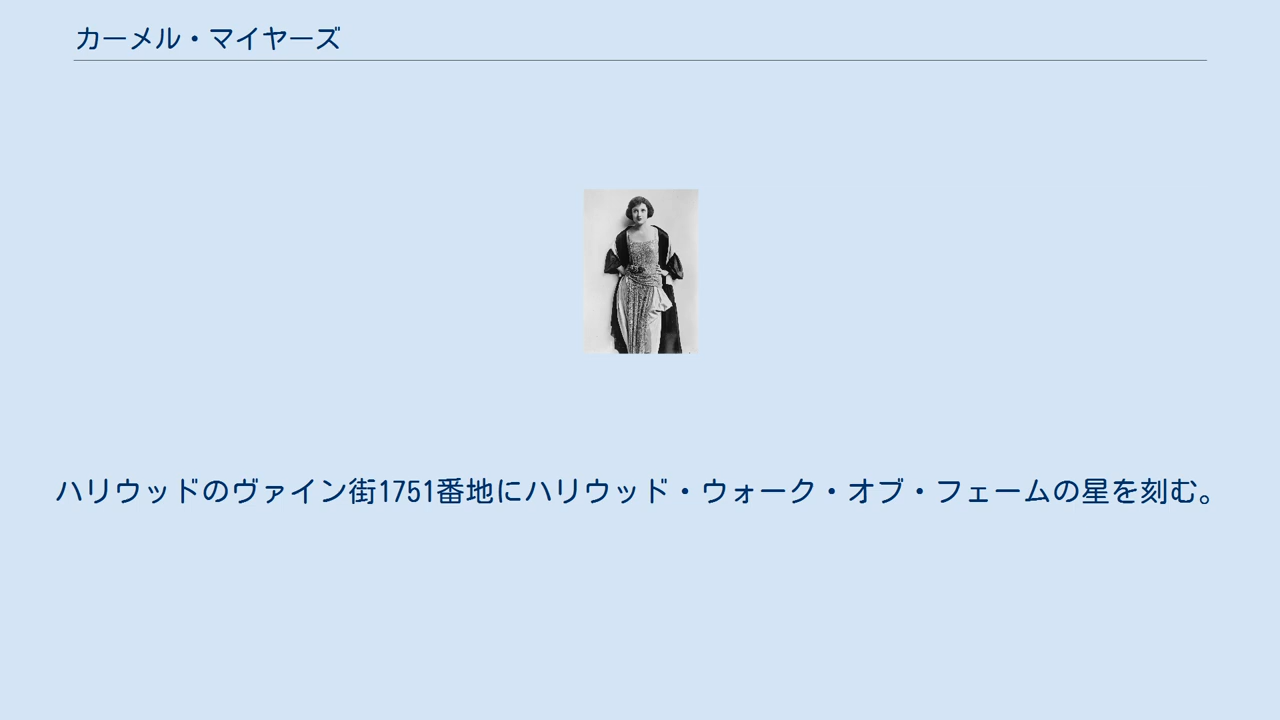 カーメル・マイヤーズ
ハリウッドのヴァイン街1751番地にハリウッド・ウォーク・オブ・フェームの星を刻む。